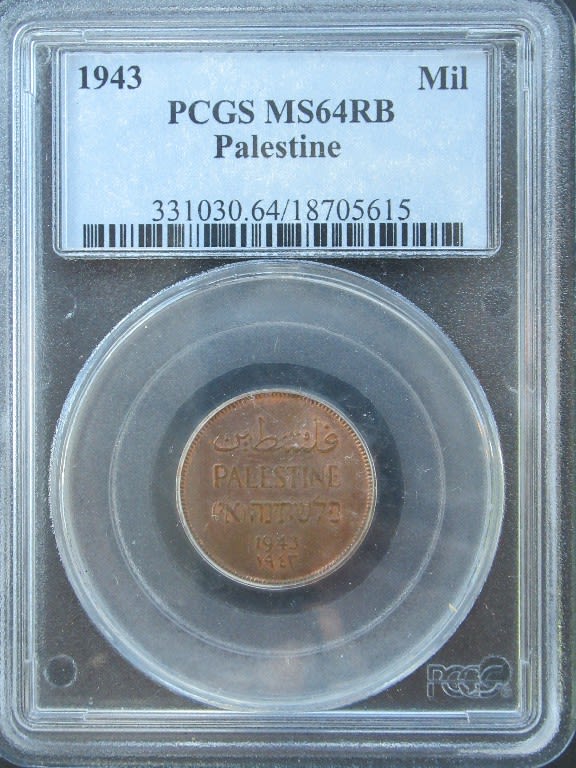 1943 Mil
PCGS MS64RB
Palestine
331030.64/18705615
فلسطين
PALESTINE
פלשתינה (א״י)
1943
١٩٤٣
PCGS